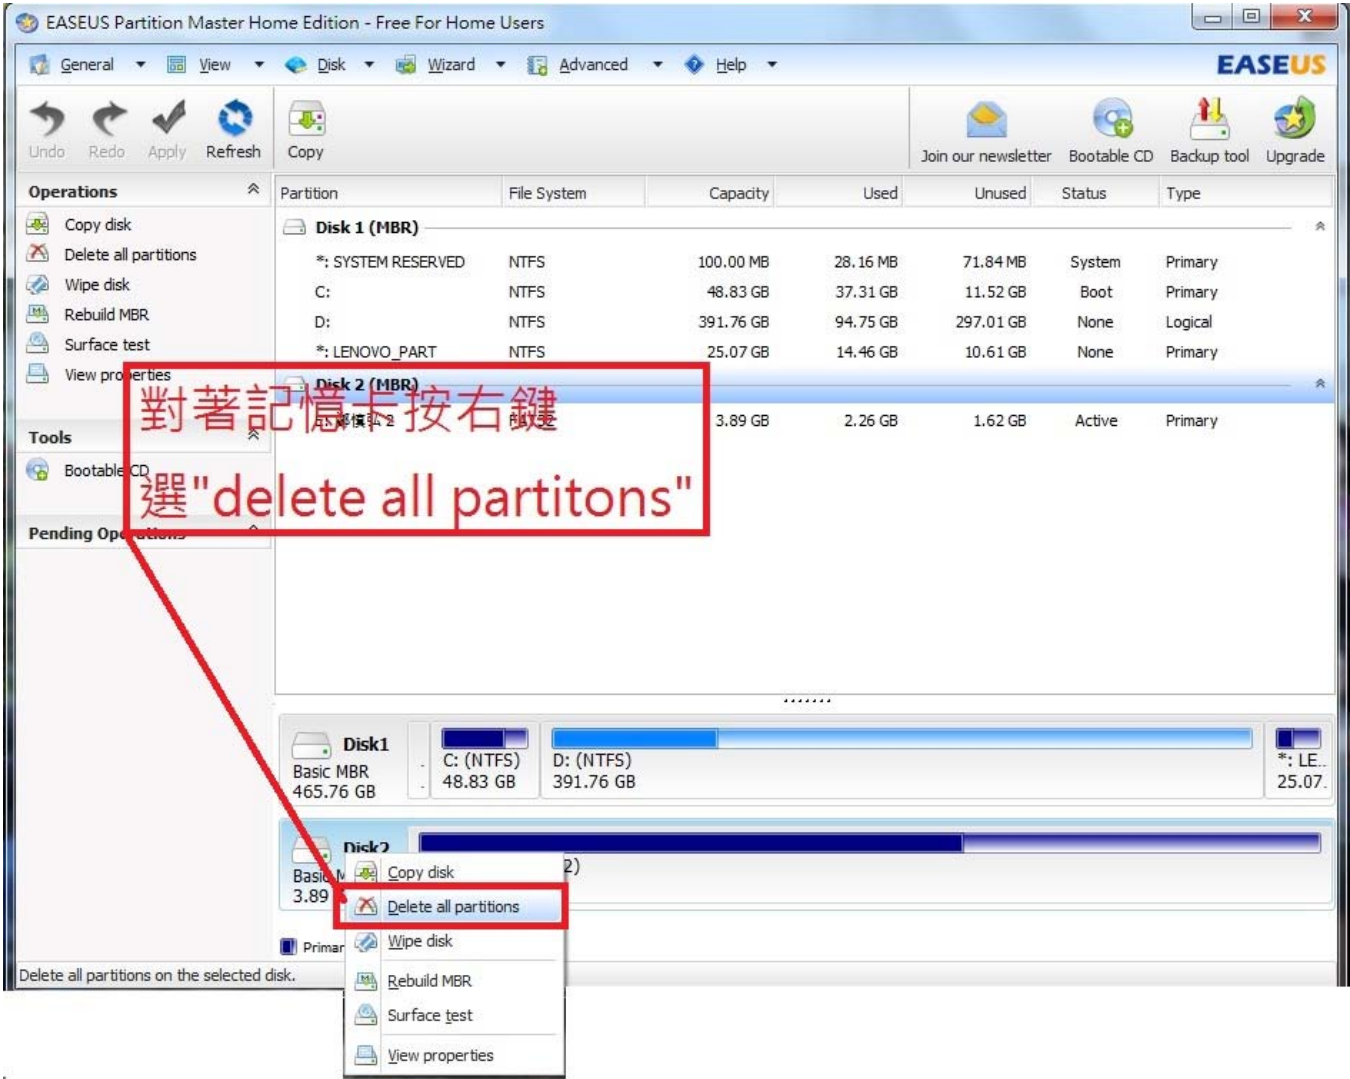 EASEUS Partition Master Home Edition - Free For Home Users
General View Disk Wizard Advanced Help EASEUS
Undo Redo Apply Refresh Copy Join our newsletter Bootable CD Backup tool Upgrade
Operations
Copy disk
Delete all partitions
Wipe disk
Rebuild MBR
Surface test
View properties
Tools
Bootable CD
Pending Operations
Partition File System Capacity Used Unused Status Type
Disk 1 (MBR)
*: SYSTEM RESERVED NTFS 100.00 MB 28.16 MB 71.84 MB System Primary
C: NTFS 48.83 GB 37.31 GB 11.52 GB Boot Primary
D: NTFS 391.76 GB 94.75 GB 297.01 GB None Logical
*: LENOVO_PART NTFS 25.07 GB 14.46 GB 10.61 GB None Primary
Disk 2 (MBR)
3.89 GB 2.26 GB 1.62 GB Active Primary
對著記憶卡按右鍵
選"delete all partitons"
Disk1
Basic MBR
465.76 GB
C: (NTFS)
48.83 GB
D: (NTFS)
391.76 GB
*: LE...
25.07
Disk2
Basic M
3.89
2)
Primar
Copy disk
Delete all partitions
Wipe disk
Rebuild MBR
Surface test
View properties
Delete all partitions on the selected disk.